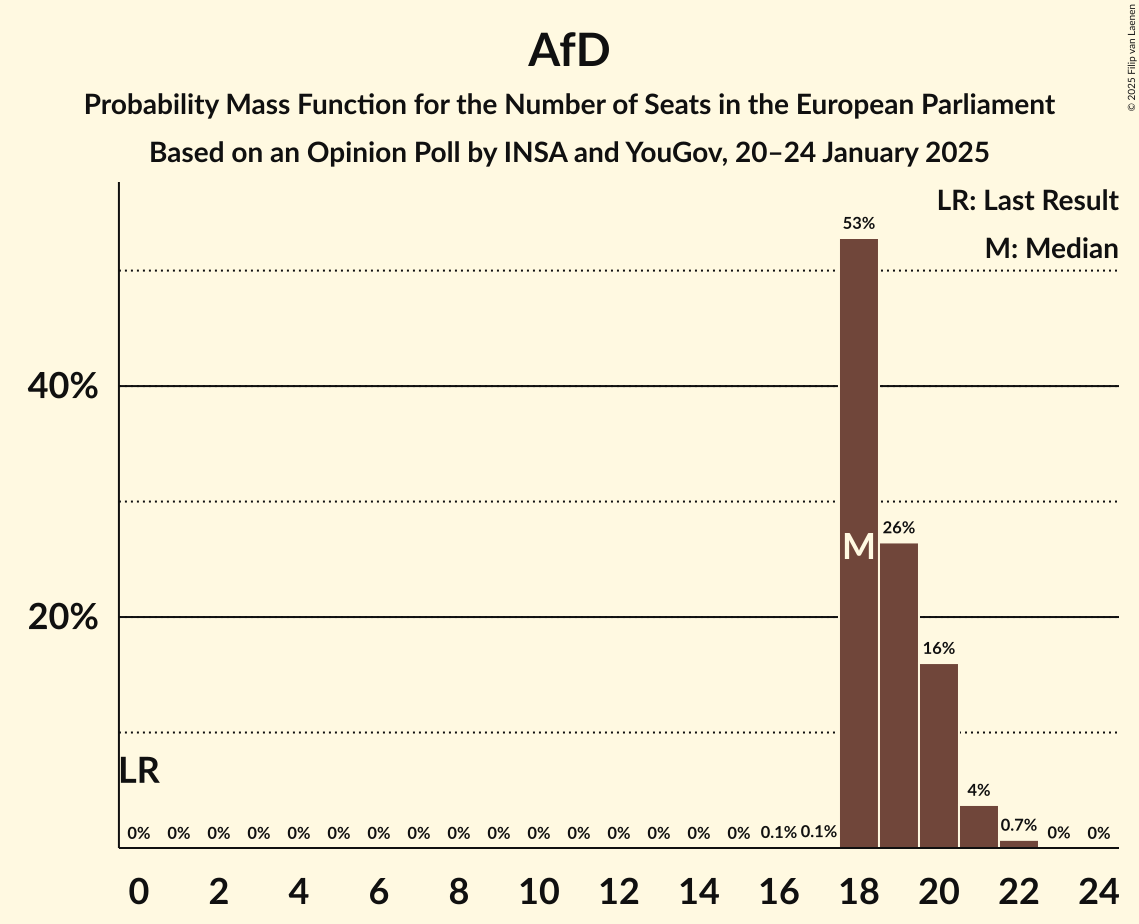 AfD
Probability Mass Function for the Number of Seats in the European Parliament
Based on an Opinion Poll by INSA and YouGov, 20–24 January 2025
© 2025 Filip van Laenen
LR: Last Result
M: Median
53%
40%
M
26%
20%
16%
LR
4%
0% 0% 0% 0% 0% 0% 0% 0% 0% 0% 0% 0% 0% 0% 0% 0% 0.1% 0.1% 0.7% 0% 0%
0 2 4 6 8 10 12 14 16 18 20 22 24